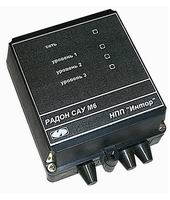 сеть
уровень 1
уровень 2
уровень 3
РАДОН САУ М6
НПП "Интор"